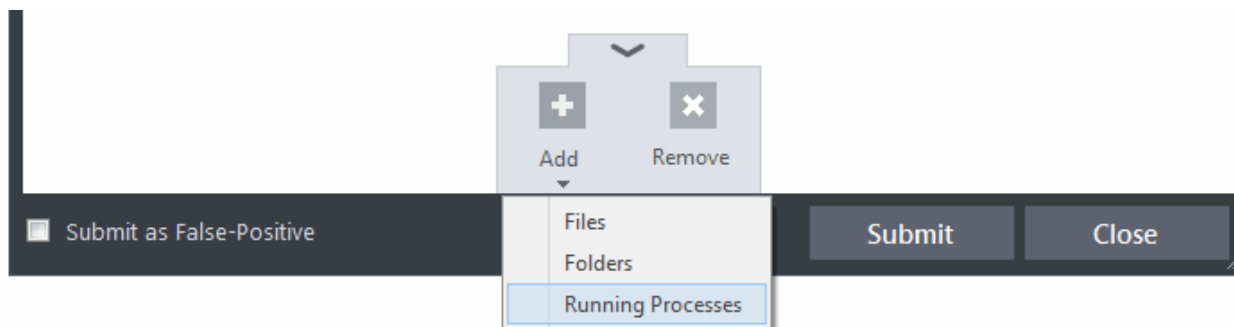 Add Remove
Files
Submit as False-Positive Submit Close
Folders
Running Processes